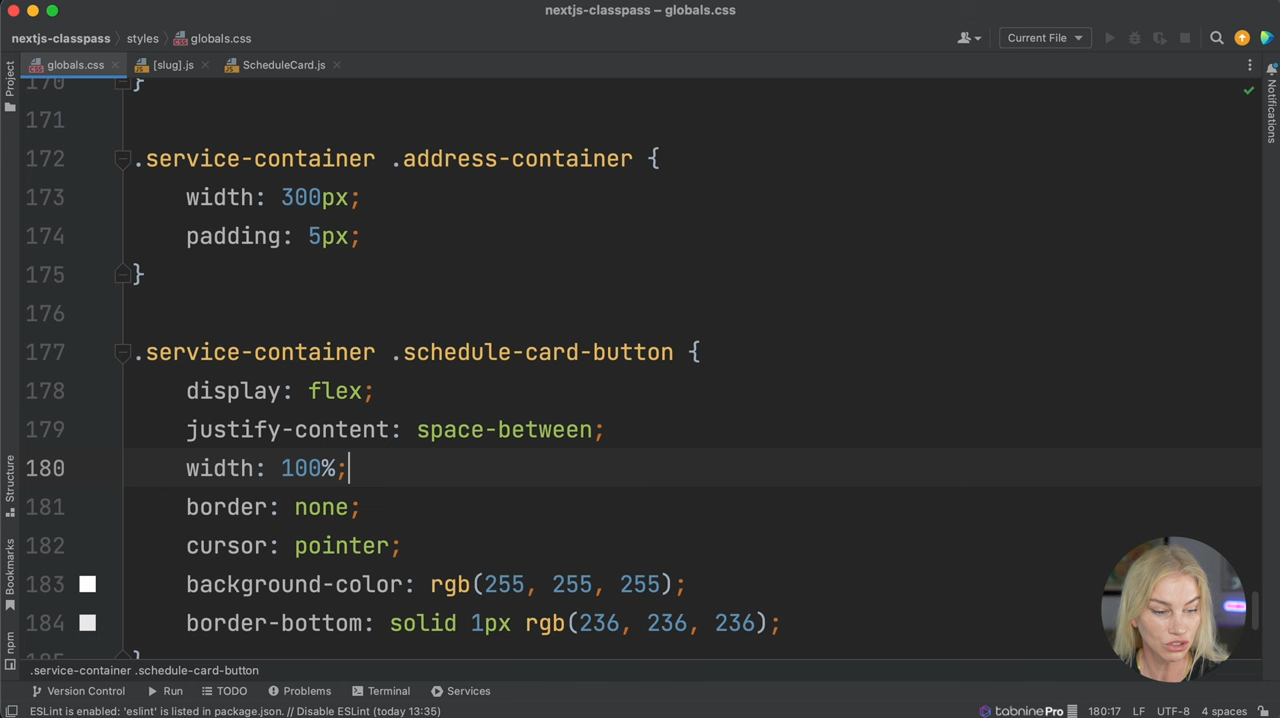 nextjs-classpass – globals.css
nextjs-classpass styles globals.css Current File
Project globals.css [slug].js ScheduleCard.js Notifications
170 }
171
172 .service-container .address-container {
173 width: 300px;
174 padding: 5px;
175 }
176
177 .service-container .schedule-card-button {
178 display: flex;
179 justify-content: space-between;
180 width: 100%;
181 border: none;
182 cursor: pointer;
183 background-color: rgb(255, 255, 255);
184 border-bottom: solid 1px rgb(236, 236, 236);
185 }
Structure
Bookmarks
npm
.service-container .schedule-card-button
Version Control Run TODO Problems Terminal Services
ESLint is enabled: 'eslint' is listed in package.json. // Disable ESLint (today 13:35) tabnine Pro 180:17 LF UTF-8 4 spaces